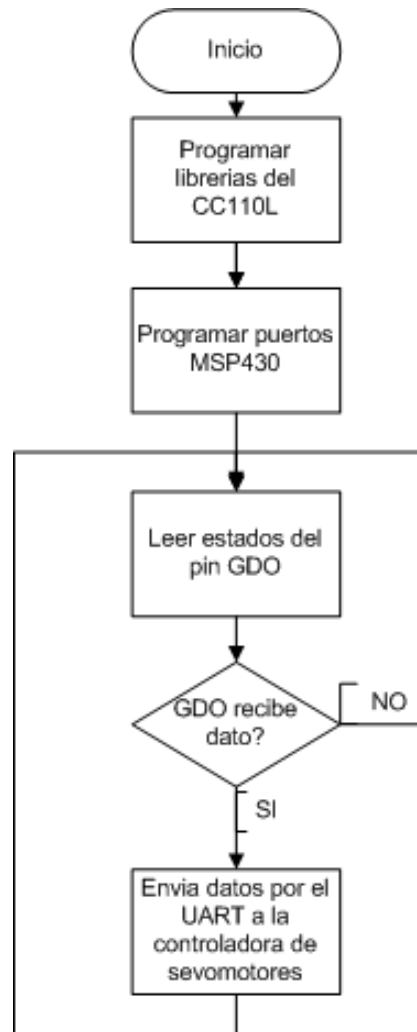 Inicio
Programar
librerias del
CC110L
Programar puertos
MSP430
Leer estados del
pin GDO
GDO recibe
dato?
NO
SI
Envia datos por el
UART a la
controladora de
sevomotores